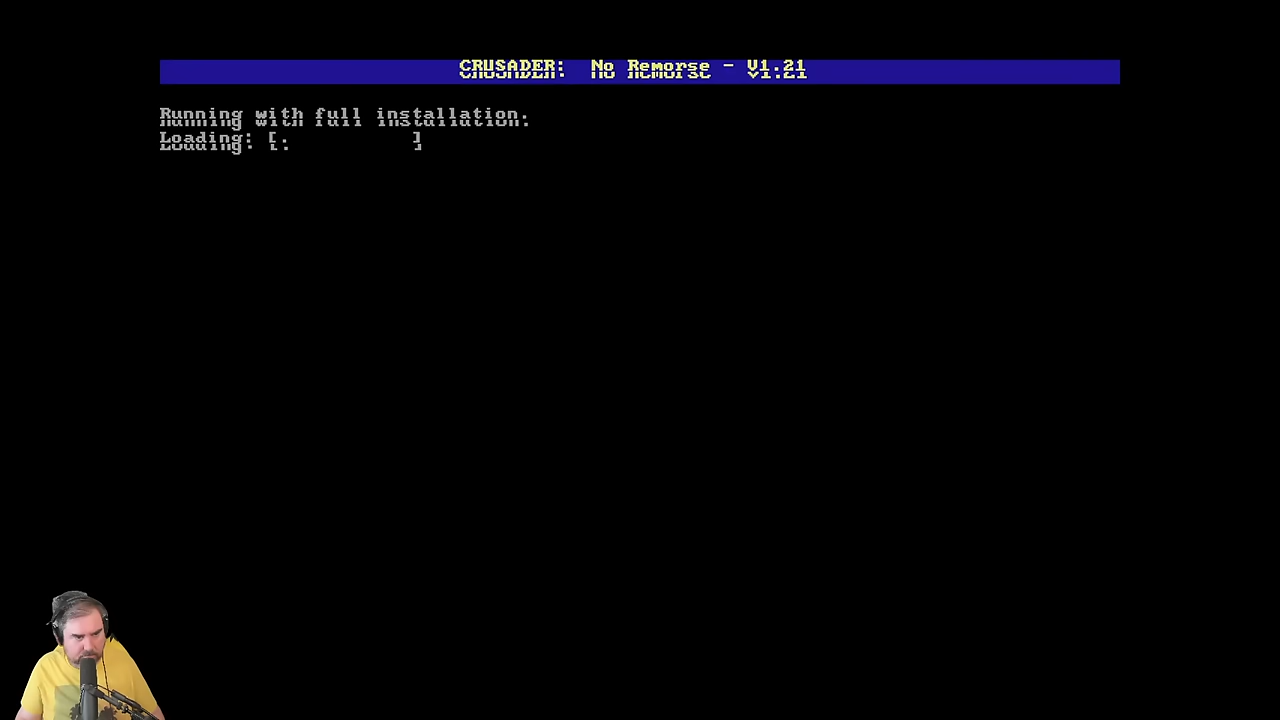 CRUSADER:  No Remorse - V1.21
Running with full installation.
Loading: [.          ]